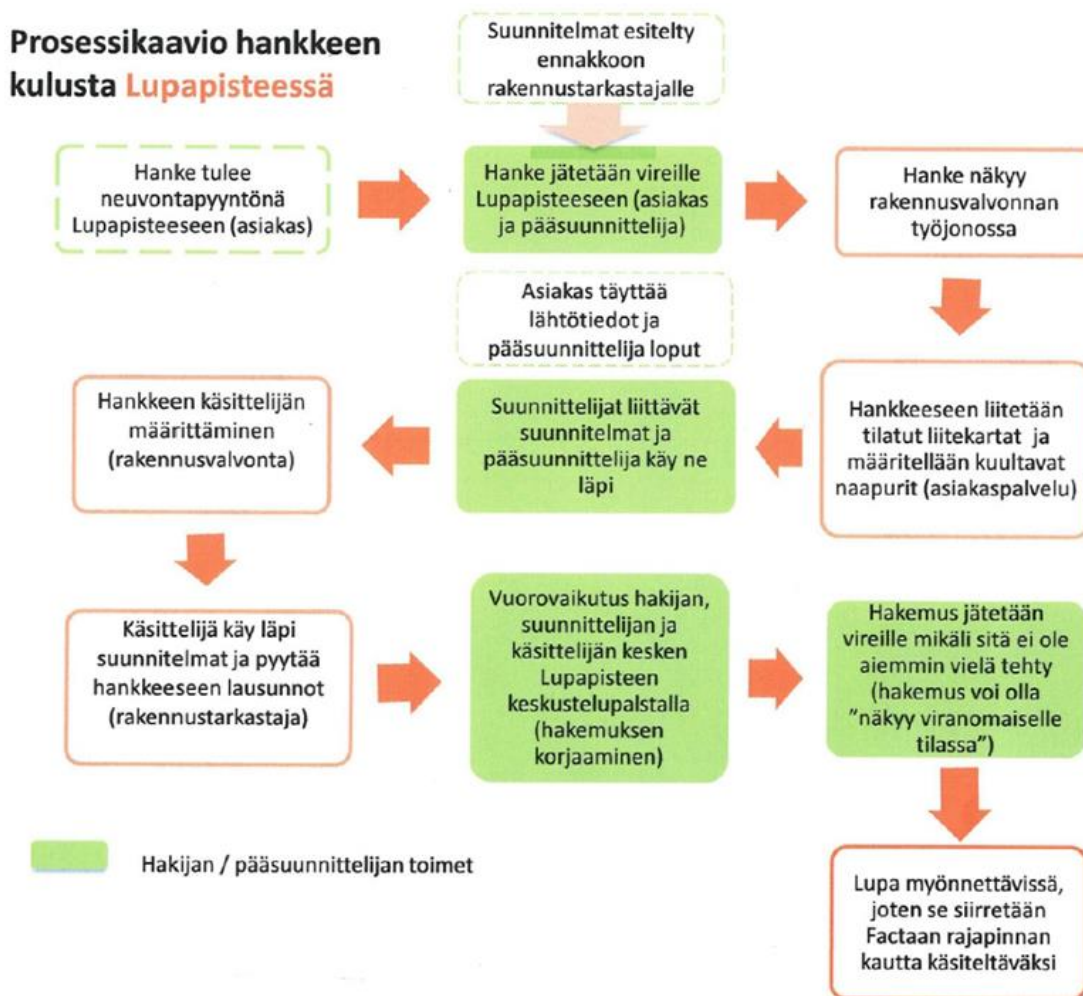 Prosessikaavio hankkeen
kulusta Lupapisteessä
Suunnitelmat esitelty
ennakkoon
rakennustarkastajalle
Hanke tulee
neuvontapyyntönä
Lupapisteeseen (asiakas)
Hanke jätetään vireille
Lupapisteeseen (asiakas
ja pääsuunnittelija)
Hanke näkyy
rakennusvalvonnan
työjonossa
Asiakas täyttää
lähtötiedot ja
pääsuunnittelija loput
Hankkeeseen liitetään
tilatut liitekartat ja
määritellään kuultavat
naapurit (asiakaspalvelu)
Suunnittelijat liittävät
suunnitelmat ja
pääsuunnittelija käy ne
läpi
Hankkeen käsittelijän
määrittäminen
(rakennusvalvonta)
Käsittelijä käy läpi
suunnitelmat ja pyytää
hankkeeseen lausunnot
(rakennustarkastaja)
Vuorovaikutus hakijan,
suunnittelijan ja
käsittelijän kesken
Lupapisteen
keskustelupalstalla
(hakemuksen
korjaaminen)
Hakemus jätetään
vireille mikäli sitä ei ole
aiemmin vielä tehty
(hakemus voi olla
”näkyy viranomaiselle
tilassa”)
Lupa myönnettävissä,
joten se siirretään
Factaan rajapinnan
kautta käsiteltäväksi
Hakijan / pääsuunnittelijan toimet